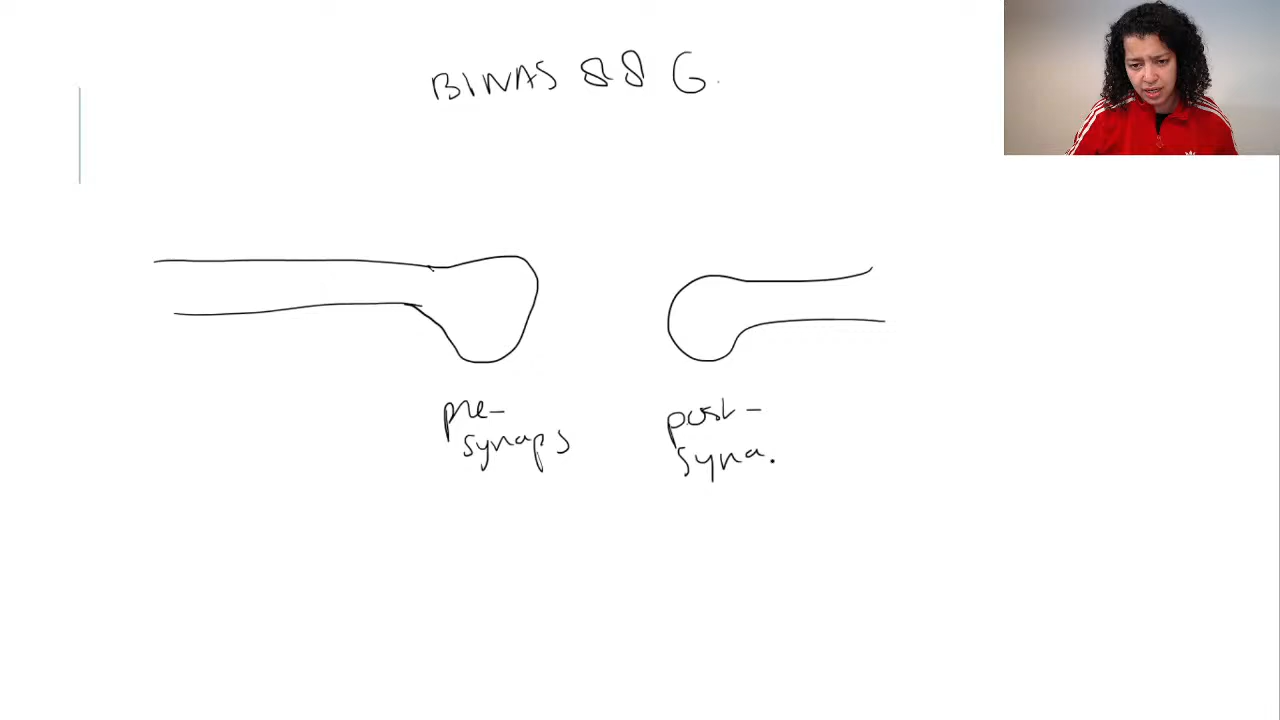 BINAS 88 G.
pre-
synaps
post-
syna.